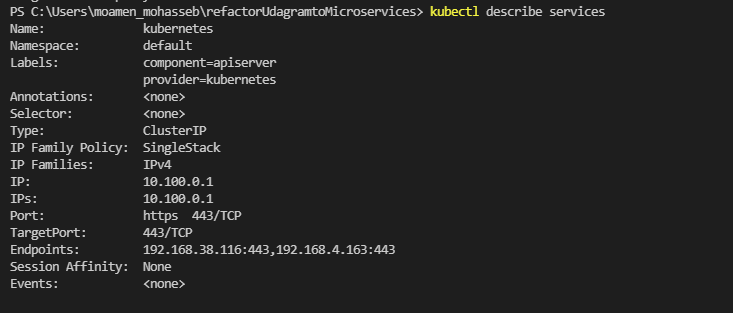 PS C:\Users\moamen_mohasseb\refactorUdagramtoMicroservices> kubectl describe services
Name:              kubernetes
Namespace:         default
Labels:            component=apiserver
                   provider=kubernetes
Annotations:       <none>
Selector:          <none>
Type:              ClusterIP
IP Family Policy:  SingleStack
IP Families:       IPv4
IP:                10.100.0.1
IPs:               10.100.0.1
Port:              https  443/TCP
TargetPort:        443/TCP
Endpoints:         192.168.38.116:443,192.168.4.163:443
Session Affinity:  None
Events:            <none>